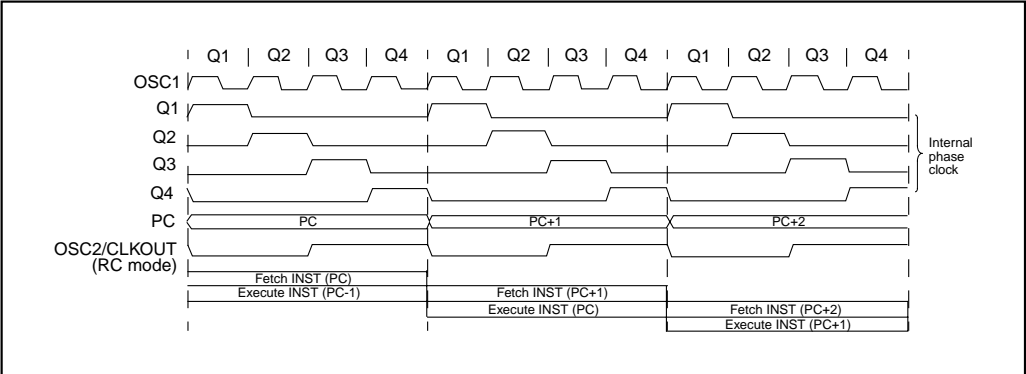 Q1 Q2 Q3 Q4 Q1 Q2 Q3 Q4 Q1 Q2 Q3 Q4
OSC1
Q1
Q2
Q3
Q4
PC
PC PC+1 PC+2
OSC2/CLKOUT
(RC mode)
Internal
phase
clock
Fetch INST (PC)
Execute INST (PC-1) Fetch INST (PC+1)
Execute INST (PC) Fetch INST (PC+2)
Execute INST (PC+1)